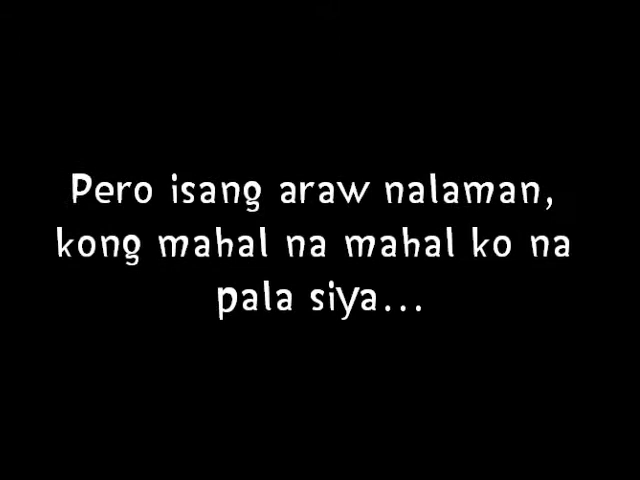 Pero isang araw nalaman,
kong mahal na mahal ko na
pala siya...